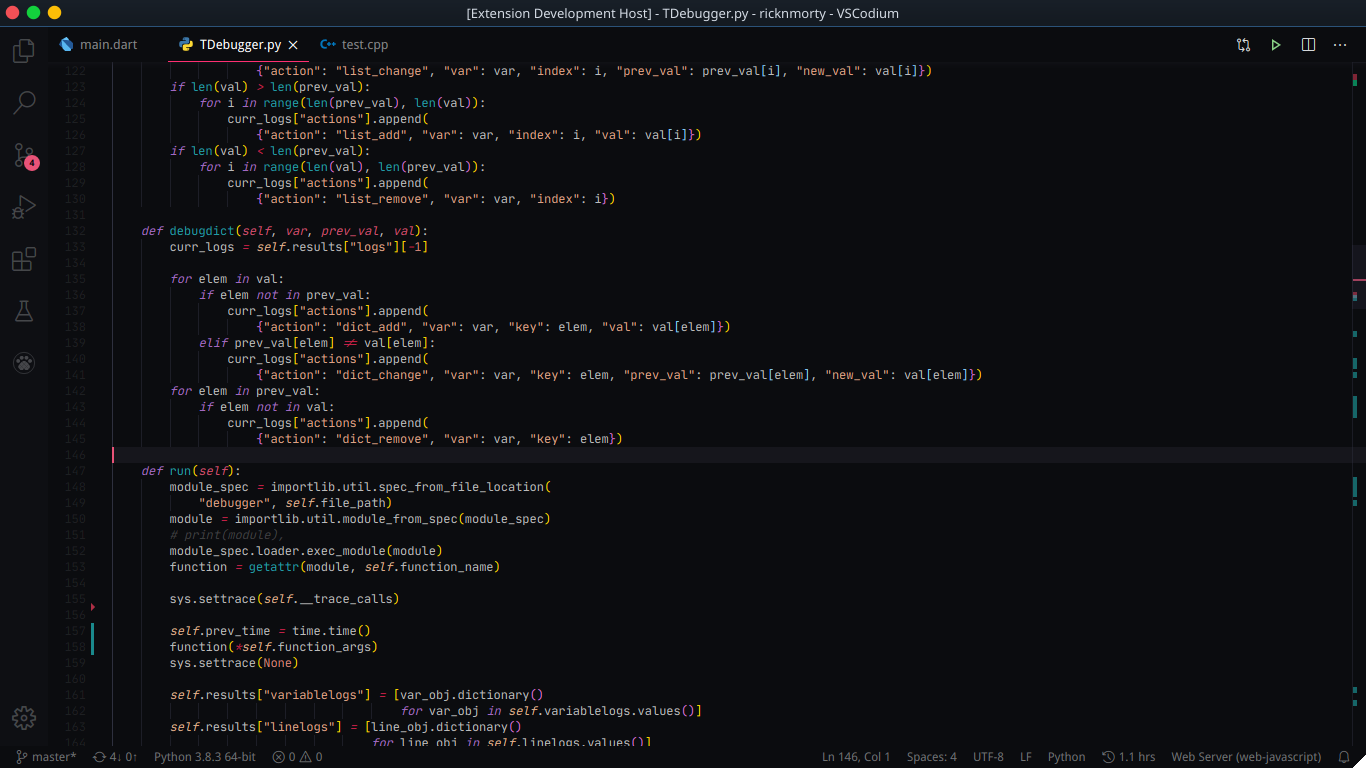 [Extension Development Host] - TDebugger.py - ricknmorty - VSCodium
main.dart TDebugger.py × C++ test.cpp
122 {"action": "list_change", "var": var, "index": i, "prev_val": prev_val[i], "new_val": val[i]})
123 if len(val) > len(prev_val):
124 for i in range(len(prev_val), len(val)):
125 curr_logs["actions"].append(
126 {"action": "list_add", "var": var, "index": i, "val": val[i]})
127 if len(val) < len(prev_val):
128 for i in range(len(val), len(prev_val)):
129 curr_logs["actions"].append(
130 {"action": "list_remove", "var": var, "index": i})
131
132 def debugdict(self, var, prev_val, val):
133 curr_logs = self.results["logs"][-1]
134
135 for elem in val:
136 if elem not in prev_val:
137 curr_logs["actions"].append(
138 {"action": "dict_add", "var": var, "key": elem, "val": val[elem]})
139 elif prev_val[elem] ≠ val[elem]:
140 curr_logs["actions"].append(
141 {"action": "dict_change", "var": var, "key": elem, "prev_val": prev_val[elem], "new_val": val[elem]})
142 for elem in prev_val:
143 if elem not in val:
144 curr_logs["actions"].append(
145 {"action": "dict_remove", "var": var, "key": elem})
146
147 def run(self):
148 module_spec = importlib.util.spec_from_file_location(
149 "debugger", self.file_path)
150 module = importlib.util.module_from_spec(module_spec)
151 # print(module),
152 module_spec.loader.exec_module(module)
153 function = getattr(module, self.function_name)
154
155 sys.settrace(self.__trace_calls)
156
157 self.prev_time = time.time()
158 function(*self.function_args)
159 sys.settrace(None)
160
161 self.results["variablelogs"] = [var_obj.dictionary()
162 for var_obj in self.variablelogs.values()]
163 self.results["linelogs"] = [line_obj.dictionary()
164 for line_obj in self.linelogs.values()]
4
master* 4↓ 0↑ Python 3.8.3 64-bit 0 0 Ln 146, Col 1 Spaces: 4 UTF-8 LF Python 1.1 hrs Web Server (web-javascript)